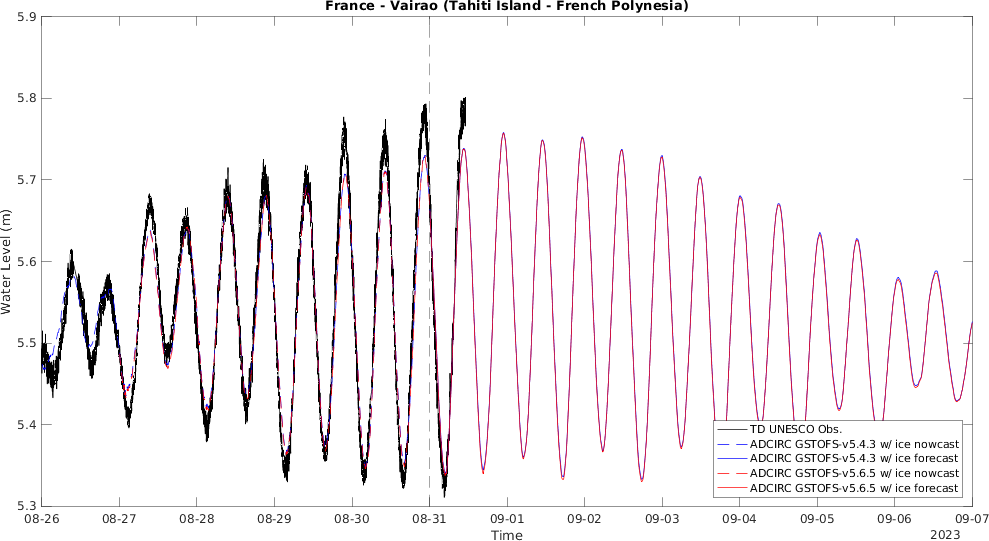 France - Vairao (Tahiti Island - French Polynesia)
5.9
5.8
5.7
5.6
5.5
5.4
5.3
Water Level (m)
TD UNESCO Obs.
ADCIRC GSTOFS-v5.4.3 w/ ice nowcast
ADCIRC GSTOFS-v5.4.3 w/ ice forecast
ADCIRC GSTOFS-v5.6.5 w/ ice nowcast
ADCIRC GSTOFS-v5.6.5 w/ ice forecast
08-26 08-27 08-28 08-29 08-30 08-31 09-01 09-02 09-03 09-04 09-05 09-06 09-07
Time
2023